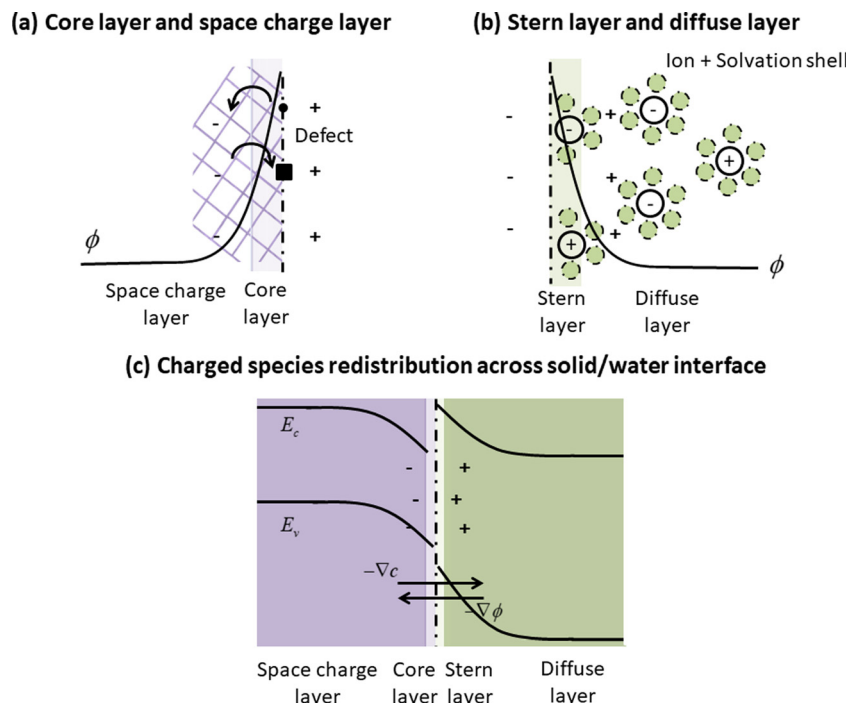 (a) Core layer and space charge layer
+
Defect
-
-
+
-
+
ϕ
Space charge
layer
Core
layer
(b) Stern layer and diffuse layer
Ion + Solvation shell
-
+
-
-
+
-
+
-
-
+
+
ϕ
Stern
layer
Diffuse
layer
(c) Charged species redistribution across solid/water interface
E_c
- +
- +
E_v
- +
−∇c
−∇ϕ
Space charge
layer
Core
layer
Stern
layer
Diffuse
layer